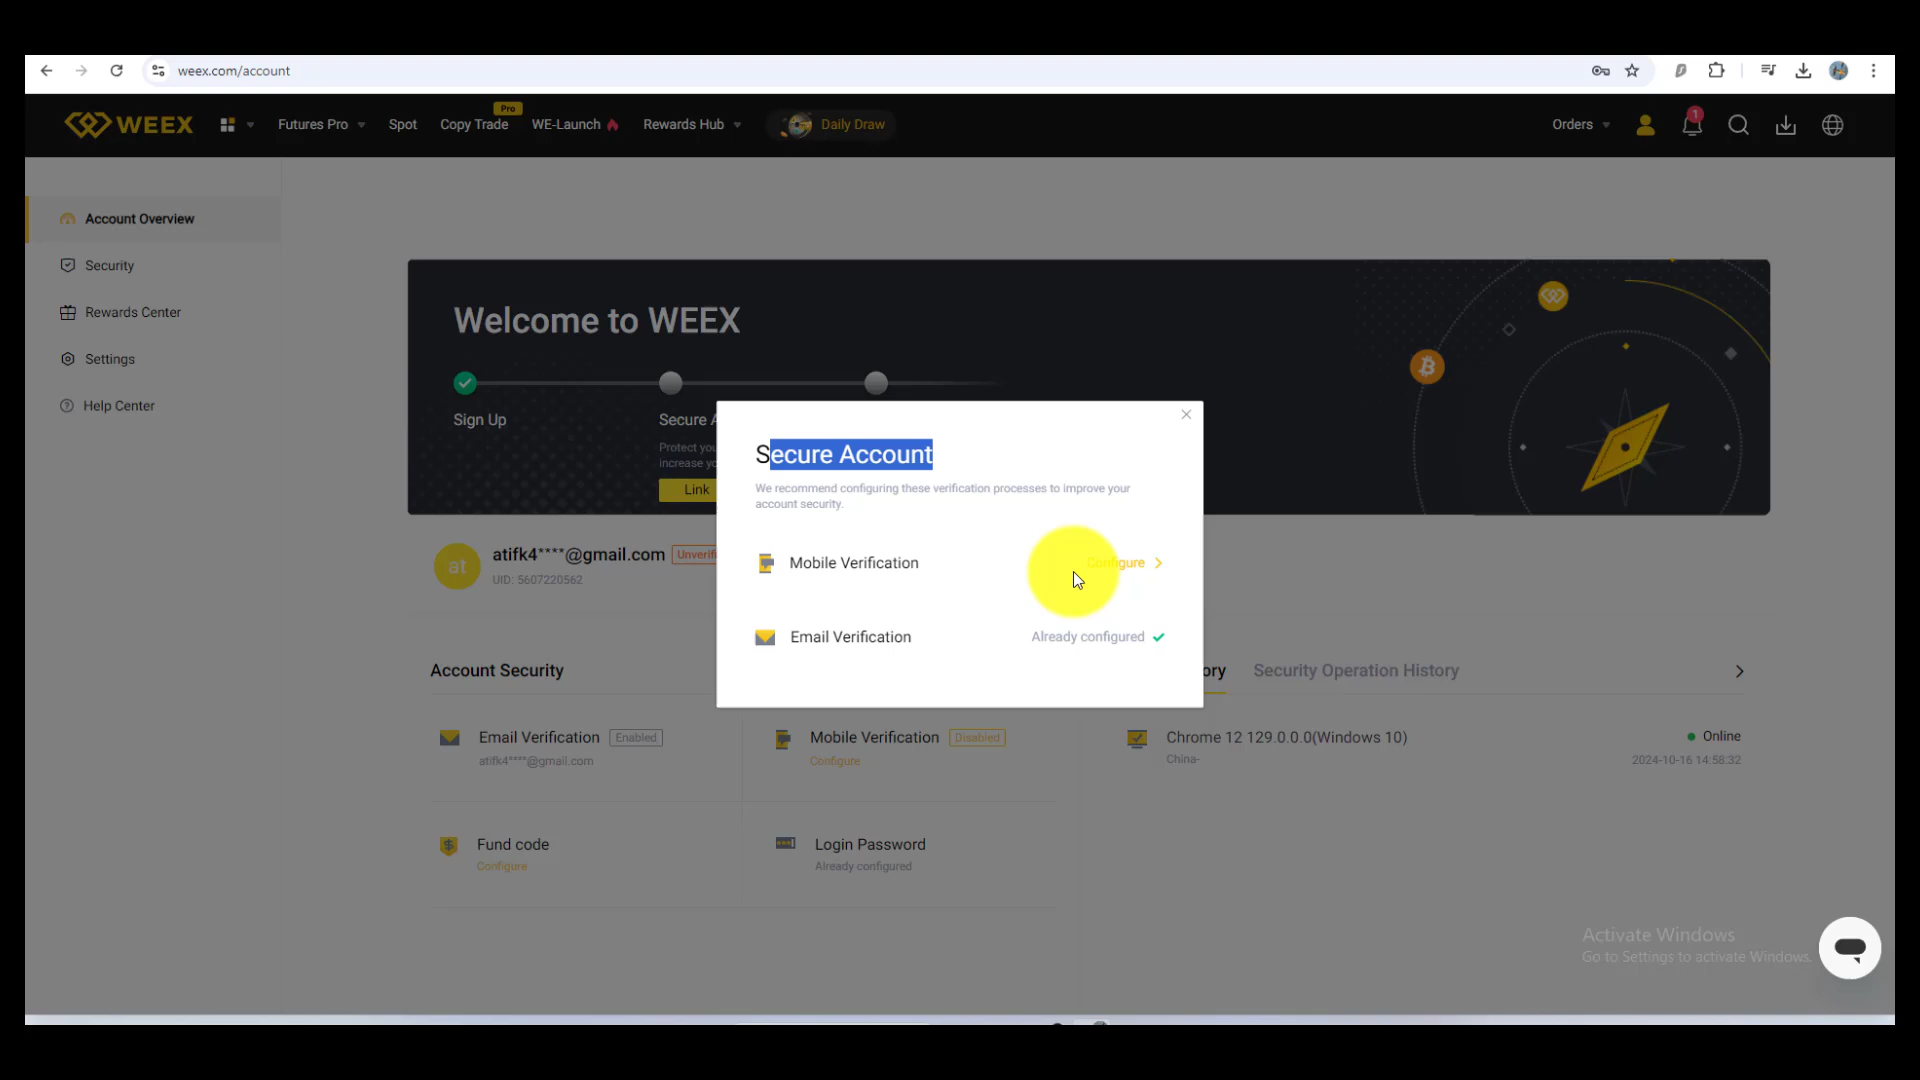 weex.com/account
WEEX
Futures Pro
Pro
Spot
Copy Trade
WE-Launch
Rewards Hub
Daily Draw
Orders
1
Account Overview
Security
Rewards Center
Settings
Help Center
Welcome to WEEX
Sign Up
Secure A
Protect you
increase yo
Link
Secure Account
We recommend configuring these verification processes to improve your
account security.
Mobile Verification
Configure
Email Verification
Already configured
at
atifk4****@gmail.com
Unverifi
UID: 5607220562
Account Security
ory
Security Operation History
Email Verification
Enabled
atifk4****@gmail.com
Mobile Verification
Disabled
Configure
Chrome 12 129.0.0.0(Windows 10)
China-
Online
2024-10-16 14:58:32
Fund code
Configure
Login Password
Already configured
Activate Windows
Go to Settings to activate Windows.